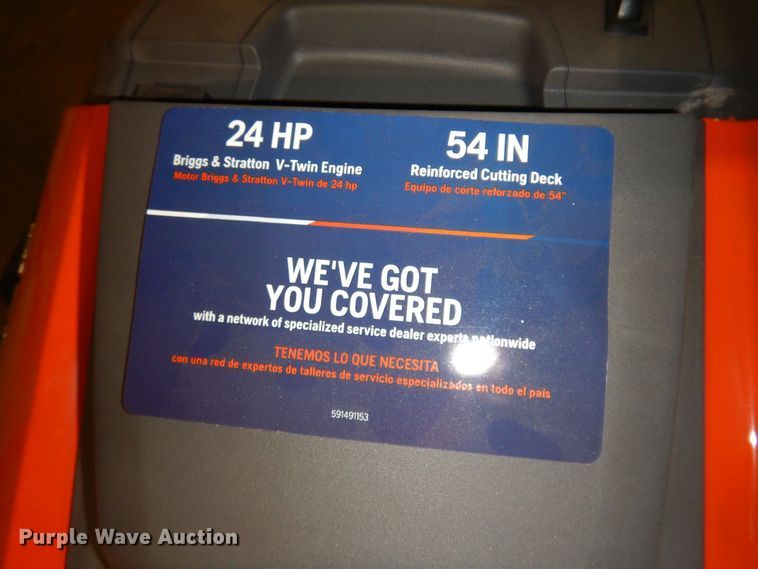 24 HP
Briggs & Stratton V-Twin Engine
Motor Briggs & Stratton V-Twin de 24 hp
54 IN
Reinforced Cutting Deck
Equipo de corte reforzado de 54"
WE'VE GOT
YOU COVERED
with a network of specialized service dealer experts nationwide
TENEMOS LO QUE NECESITA
con una red de expertos de talleres de servicio especializados en todo el país
591491153
Purple Wave Auction